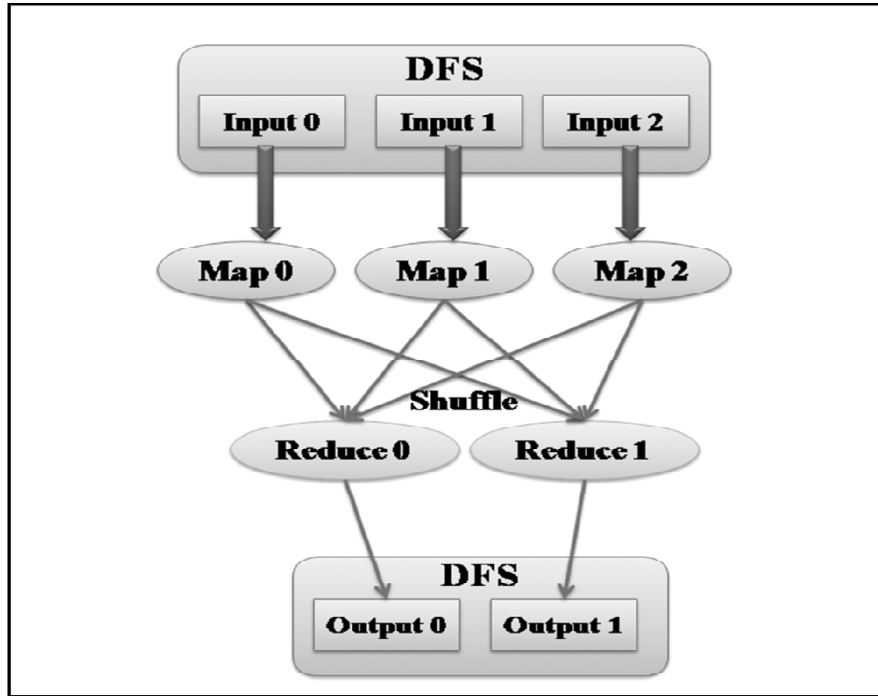 DFS
Input 0
Input 1
Input 2
Map 0
Map 1
Map 2
Shuffle
Reduce 0
Reduce 1
DFS
Output 0
Output 1